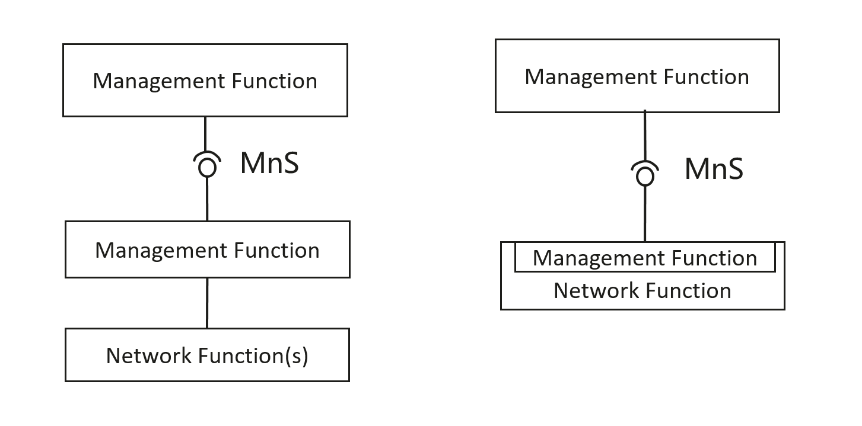 Management Function
MnS
Management Function
Network Function(s)
Management Function
MnS
Management Function
Network Function